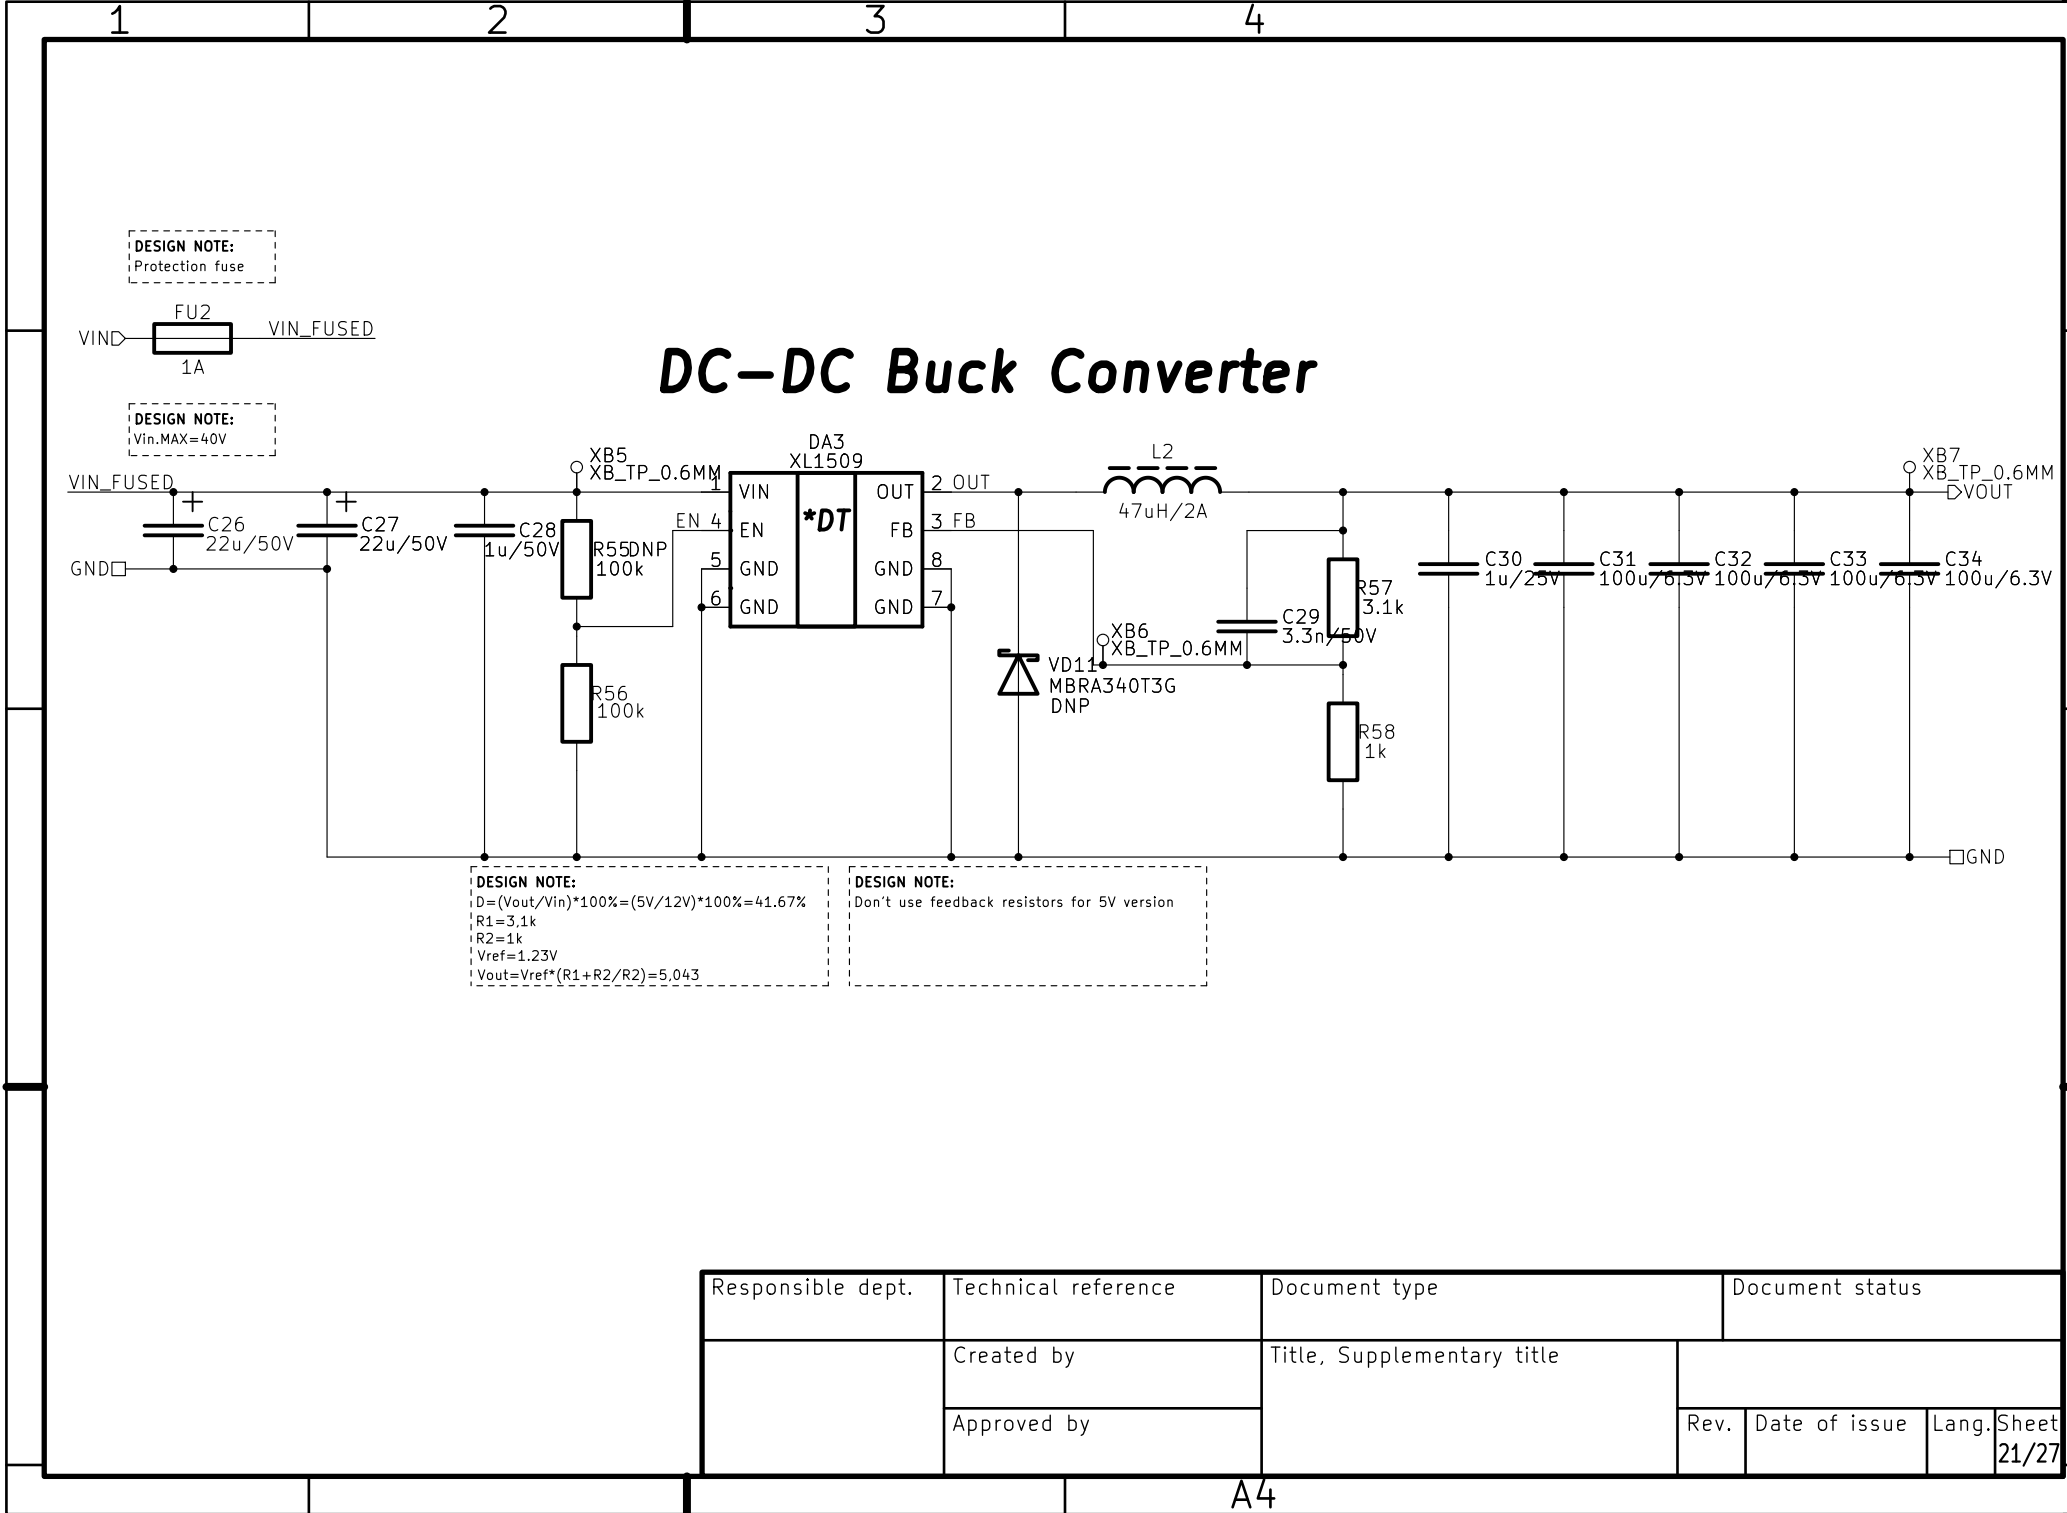 1 2 3 4
DESIGN NOTE:
Protection fuse
FU2
VIN
VIN_FUSED
1A
DC-DC Buck Converter
DESIGN NOTE:
Vin.MAX=40V
VIN_FUSED
C26
22u/50V
GND
C27
22u/50V
C28
1u/50V
XB5
XB_TP_0.6MM
R55 DNP
100k
R56
100k
DA3
XL1509
EN
1 VIN
4 EN
5 GND
6 GND
*DT
OUT 2 OUT
FB 3 FB
GND 8
GND 7
VD11
MBRA340T3G
DNP
XB6
XB_TP_0.6MM
L2
47uH/2A
C29
3.3n/50V
R57
3.1k
R58
1k
C30
1u/25V
C31
100u/6.3V
C32
100u/6.3V
C33
100u/6.3V
C34
100u/6.3V
XB7
XB_TP_0.6MM
VOUT
GND
DESIGN NOTE:
D=(Vout/Vin)*100%=(5V/12V)*100%=41.67%
R1=3,1k
R2=1k
Vref=1.23V
Vout=Vref*(R1+R2/R2)=5,043
DESIGN NOTE:
Don't use feedback resistors for 5V version
Responsible dept.
Technical reference
Document type
Document status
Created by
Title, Supplementary title
Approved by
Rev.
Date of issue
Lang.
Sheet
21/27
A4